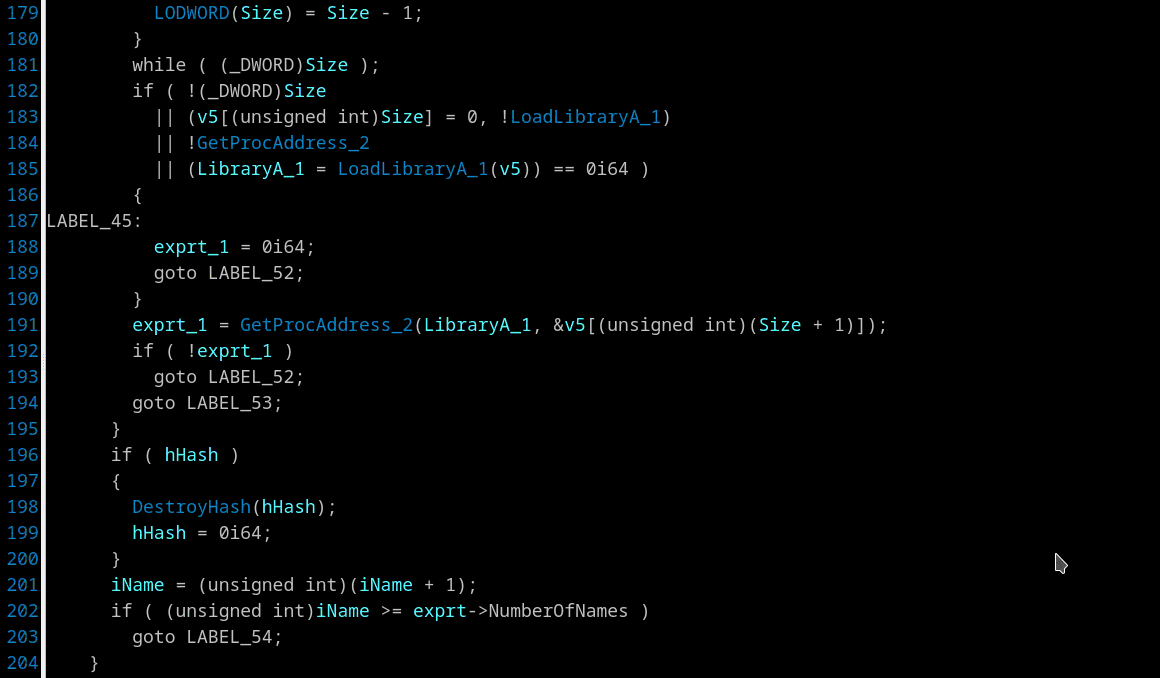 179 LODWORD(Size) = Size - 1;
180 }
181 while ( (_DWORD)Size );
182 if ( !(_DWORD)Size
183 || (v5[(unsigned int)Size] = 0, !LoadLibraryA_1)
184 || !GetProcAddress_2
185 || (LibraryA_1 = LoadLibraryA_1(v5)) == 0i64 )
186 {
187 LABEL_45:
188 exprt_1 = 0i64;
189 goto LABEL_52;
190 }
191 exprt_1 = GetProcAddress_2(LibraryA_1, &v5[(unsigned int)(Size + 1)]);
192 if ( !exprt_1 )
193 goto LABEL_52;
194 goto LABEL_53;
195 }
196 if ( hHash )
197 {
198 DestroyHash(hHash);
199 hHash = 0i64;
200 }
201 iName = (unsigned int)(iName + 1);
202 if ( (unsigned int)iName >= exprt->NumberOfNames )
203 goto LABEL_54;
204 }